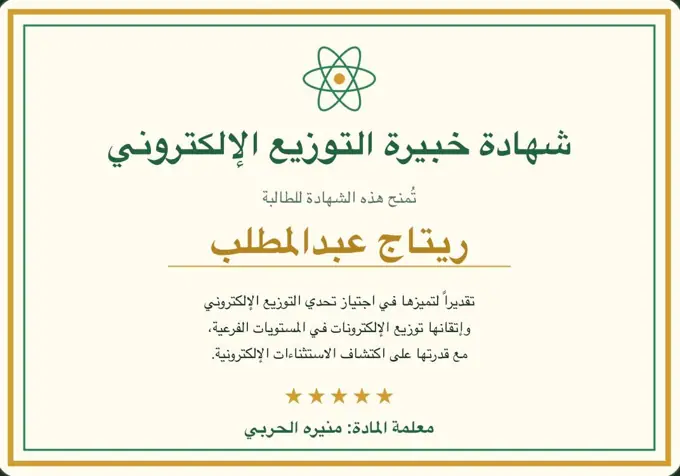 شهادة خبيرة التوزيع الإلكتروني
تُمنح هذه الشهادة للطالبة
ريتاج عبدالمطلب
تقديراً لتميزها في اجتياز تحدي التوزيع الإلكتروني
وإتقانها توزيع الإلكترونات في المستويات الفرعية،
مع قدرتها على اكتشاف الاستثناءات الإلكترونية.
معلمة المادة: منيره الحربي